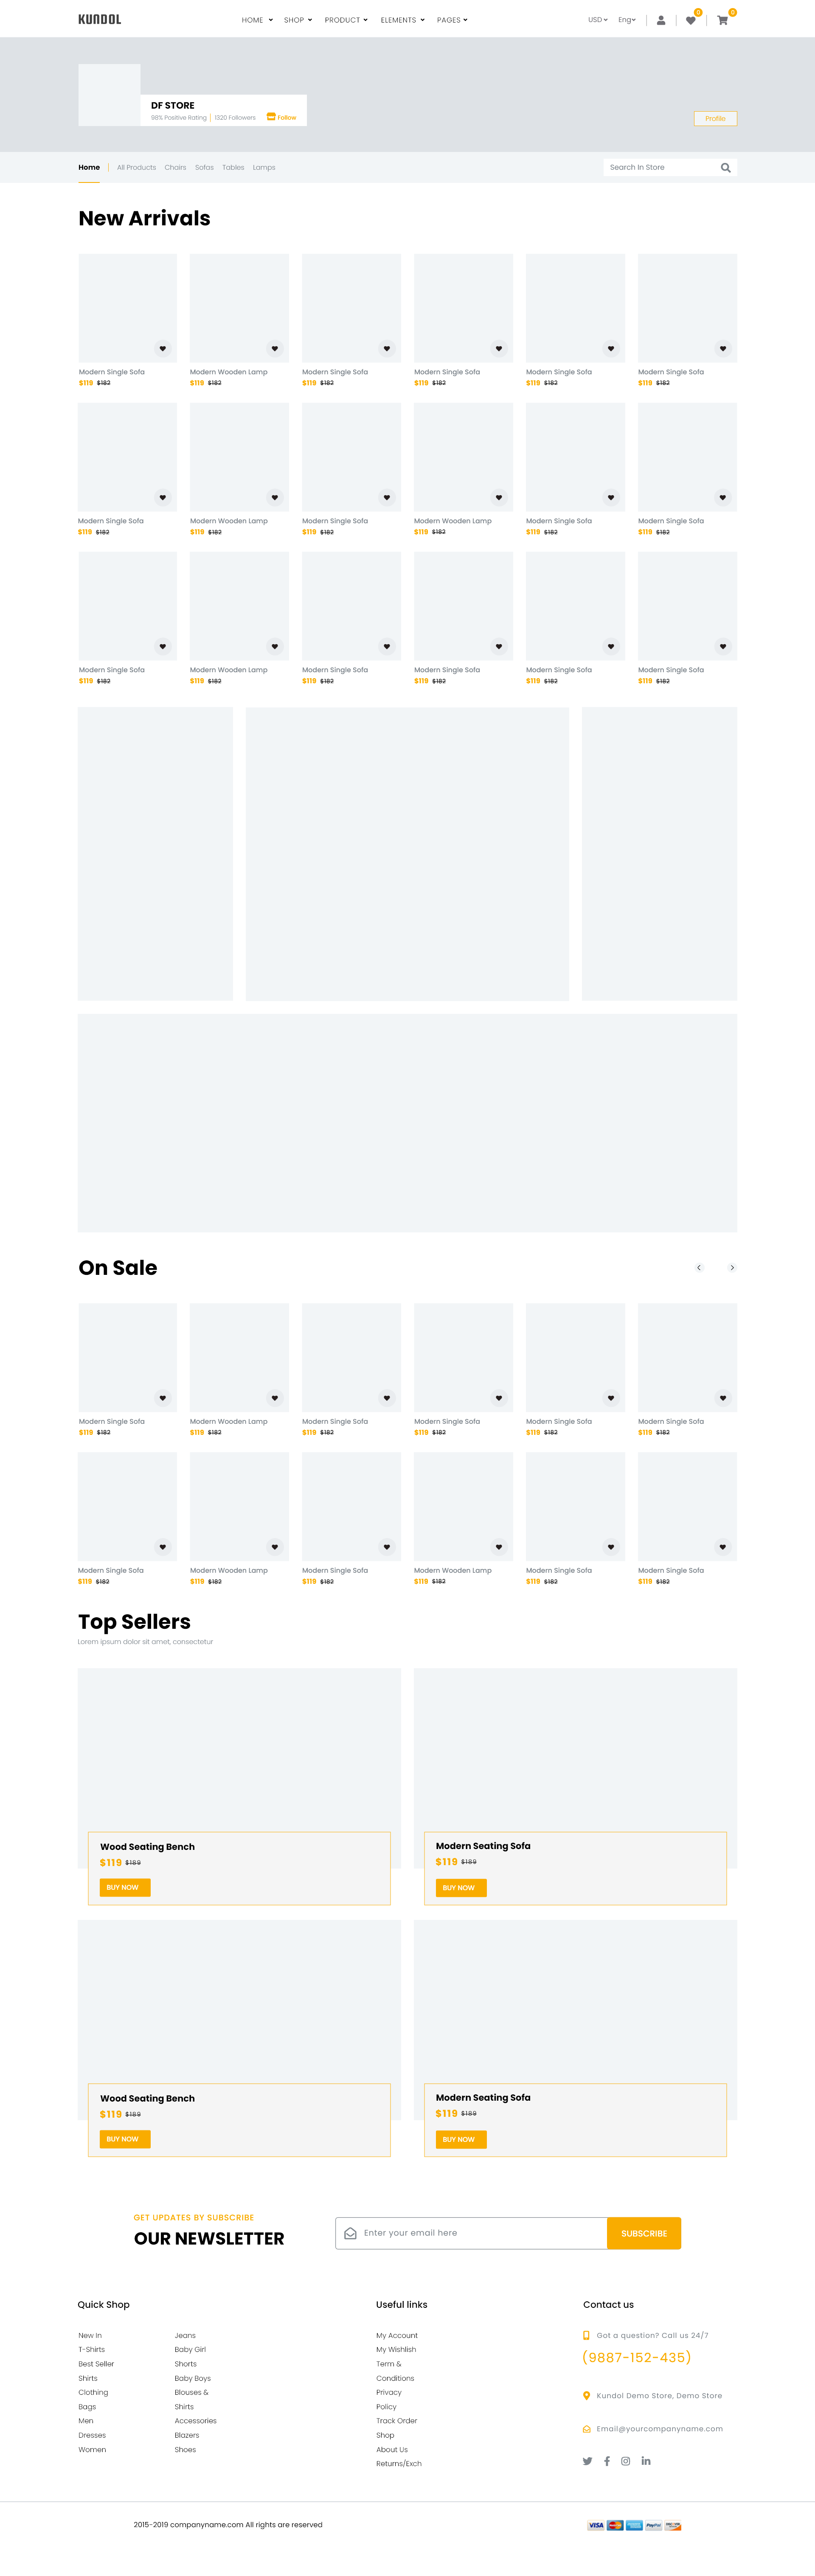 KUNDOL HOME SHOP PRODUCT ELEMENTS PAGES USD Eng 0 0
DF STORE
98% Positive Rating 1320 Followers Follow
Profile
Home All Products Chairs Sofas Tables Lamps Search In Store
New Arrivals
Modern Single Sofa Modern Wooden Lamp Modern Single Sofa Modern Single Sofa Modern Single Sofa Modern Single Sofa
$119 $182 $119 $182 $119 $182 $119 $182 $119 $182 $119 $182
Modern Single Sofa Modern Wooden Lamp Modern Single Sofa Modern Wooden Lamp Modern Single Sofa Modern Single Sofa
$119 $182 $119 $182 $119 $182 $119 $182 $119 $182 $119 $182
Modern Single Sofa Modern Wooden Lamp Modern Single Sofa Modern Single Sofa Modern Single Sofa Modern Single Sofa
$119 $182 $119 $182 $119 $182 $119 $182 $119 $182 $119 $182
On Sale
Modern Single Sofa Modern Wooden Lamp Modern Single Sofa Modern Single Sofa Modern Single Sofa Modern Single Sofa
$119 $182 $119 $182 $119 $182 $119 $182 $119 $182 $119 $182
Modern Single Sofa Modern Wooden Lamp Modern Single Sofa Modern Wooden Lamp Modern Single Sofa Modern Single Sofa
$119 $182 $119 $182 $119 $182 $119 $182 $119 $182 $119 $182
Top Sellers
Lorem ipsum dolor sit amet, consectetur
Wood Seating Bench
$119 $189
BUY NOW
Modern Seating Sofa
$119 $189
BUY NOW
Wood Seating Bench
$119 $189
BUY NOW
Modern Seating Sofa
$119 $189
BUY NOW
GET UPDATES BY SUBSCRIBE
OUR NEWSLETTER
Enter your email here SUBSCRIBE
Quick Shop
New In
T-Shirts
Best Seller
Shirts
Clothing
Bags
Men
Dresses
Women
Jeans
Baby Girl
Shorts
Baby Boys
Blouses &
Shirts
Accessories
Blazers
Shoes
Useful links
My Account
My Wishlish
Term &
Conditions
Privacy
Policy
Track Order
Shop
About Us
Returns/Exch
Contact us
Got a question? Call us 24/7
(9887-152-435)
Kundol Demo Store, Demo Store
Email@yourcompanyname.com
2015-2019 companyname.com All rights are reserved
VISA PayPal